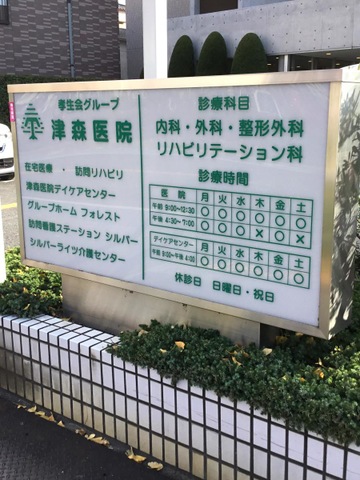 孝生会グループ
津森医院
在宅医療・訪問リハビリ
津森医院デイケアセンター
グループホーム フォレスト
訪問看護ステーション シルバー
シルバーライツ介護センター
診療科目
内科・外科・整形外科
リハビリテーション科
診療時間
医院 月 火 水 木 金 土
午前 9:00~12:30 ○ ○ ○ ○ ○ ○
午後 4:30~7:00 ○ ○ ○ × ○ ×
デイケアセンター 月 火 水 木 金 土
午前 9:00~午後 4:00 ○ ○ ○ ○ ○ ○
休診日 日曜日・祝日